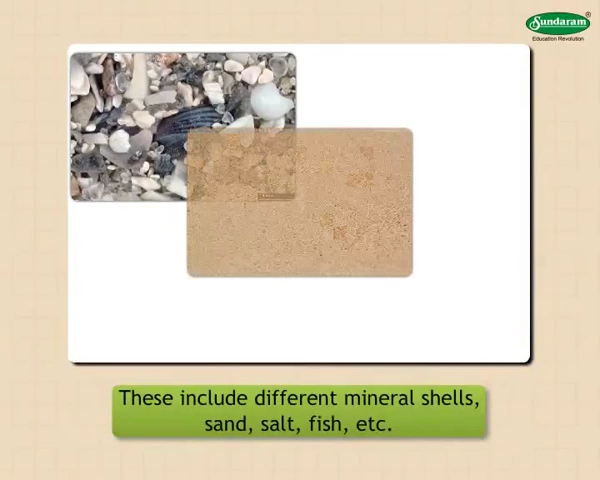 Sundaram
Education Revolution
These include different mineral shells,
sand, salt, fish, etc.